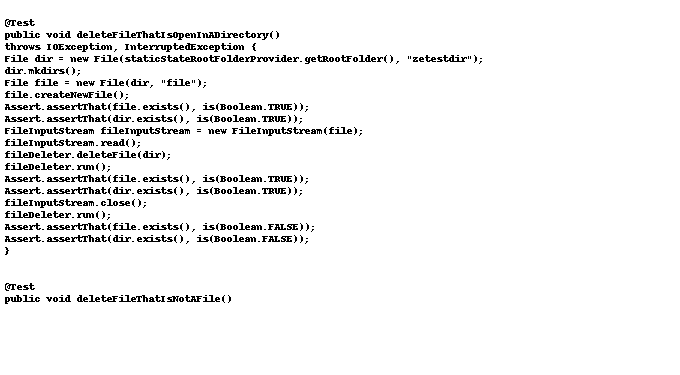 @Test
public void deleteFileThatIsOpenInADirectory()
throws IOException, InterruptedException {
File dir = new File(staticStateRootFolderProvider.getRootFolder(), "zetestdir");
dir.mkdirs();
File file = new File(dir, "file");
file.createNewFile();
Assert.assertThat(file.exists(), is(Boolean.TRUE));
Assert.assertThat(dir.exists(), is(Boolean.TRUE));
FileInputStream fileInputStream = new FileInputStream(file);
fileInputStream.read();
fileDeleter.deleteFile(dir);
fileDeleter.run();
Assert.assertThat(file.exists(), is(Boolean.TRUE));
Assert.assertThat(dir.exists(), is(Boolean.TRUE));
fileInputStream.close();
fileDeleter.run();
Assert.assertThat(file.exists(), is(Boolean.FALSE));
Assert.assertThat(dir.exists(), is(Boolean.FALSE));
}
@Test
public void deleteFileThatIsNotAFile()